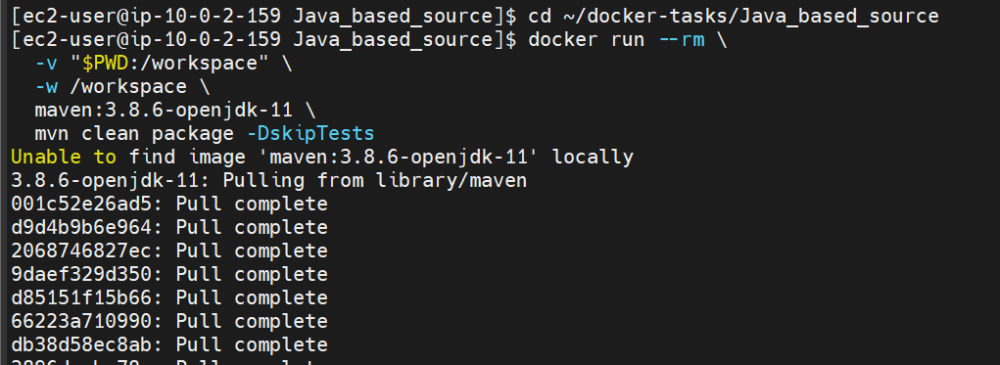 [ec2-user@ip-10-0-2-159 Java_based_source]$ cd ~/docker-tasks/Java_based_source
[ec2-user@ip-10-0-2-159 Java_based_source]$ docker run --rm \
-v "$PWD:/workspace" \
-w /workspace \
maven:3.8.6-openjdk-11 \
mvn clean package -DskipTests
Unable to find image 'maven:3.8.6-openjdk-11' locally
3.8.6-openjdk-11: Pulling from library/maven
001c52e26ad5: Pull complete
d9d4b9b6e964: Pull complete
2068746827ec: Pull complete
9daef329d350: Pull complete
d85151f15b66: Pull complete
66223a710990: Pull complete
db38d58ec8ab: Pull complete